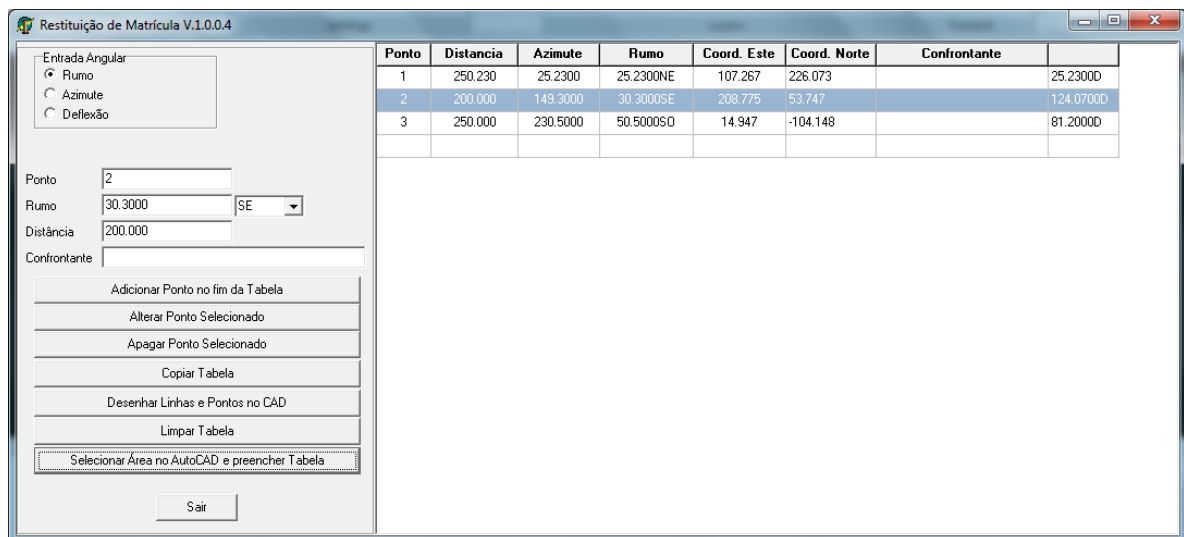 Restituição de Matrícula V.1.0.0.4
Entrada Angular
Rumo
Azimute
Deflexão
Ponto 2
Rumo 30.3000 SE
Distância 200.000
Confrontante
Adicionar Ponto no fim da Tabela
Alterar Ponto Selecionado
Apagar Ponto Selecionado
Copiar Tabela
Desenhar Linhas e Pontos no CAD
Limpar Tabela
Selecionar Área no AutoCAD e preencher Tabela
Sair
Ponto Distancia Azimute Rumo Coord. Este Coord. Norte Confrontante
1 250.230 25.2300 25.2300NE 107.267 226.073 25.2300D
2 200.000 149.3000 30.3000SE 208.775 53.747 124.0700D
3 250.000 230.5000 50.5000SO 14.947 -104.148 81.2000D